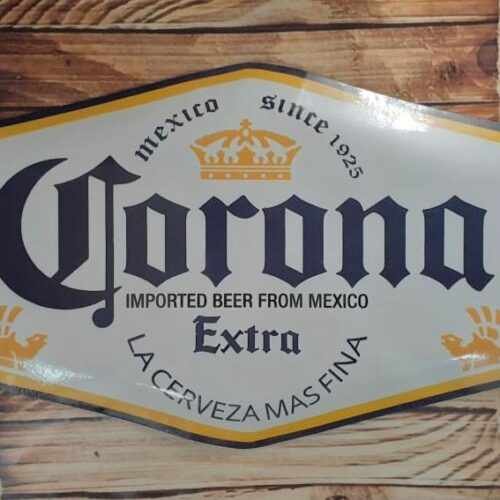 mexico since 1925
Corona
IMPORTED BEER FROM MEXICO
Extra
LA CERVEZA MAS FINA